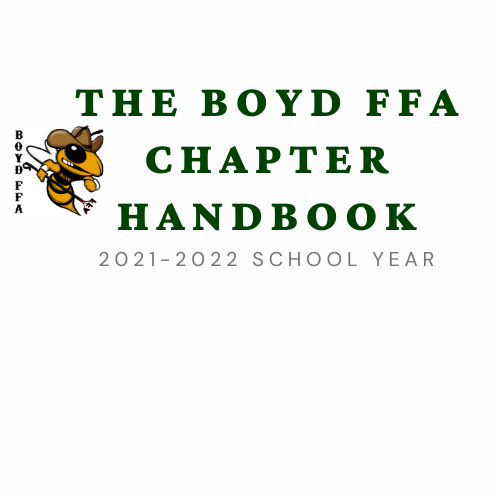 THE BOYD FFA
CHAPTER
HANDBOOK
2021-2022 SCHOOL YEAR
BOYD FFA